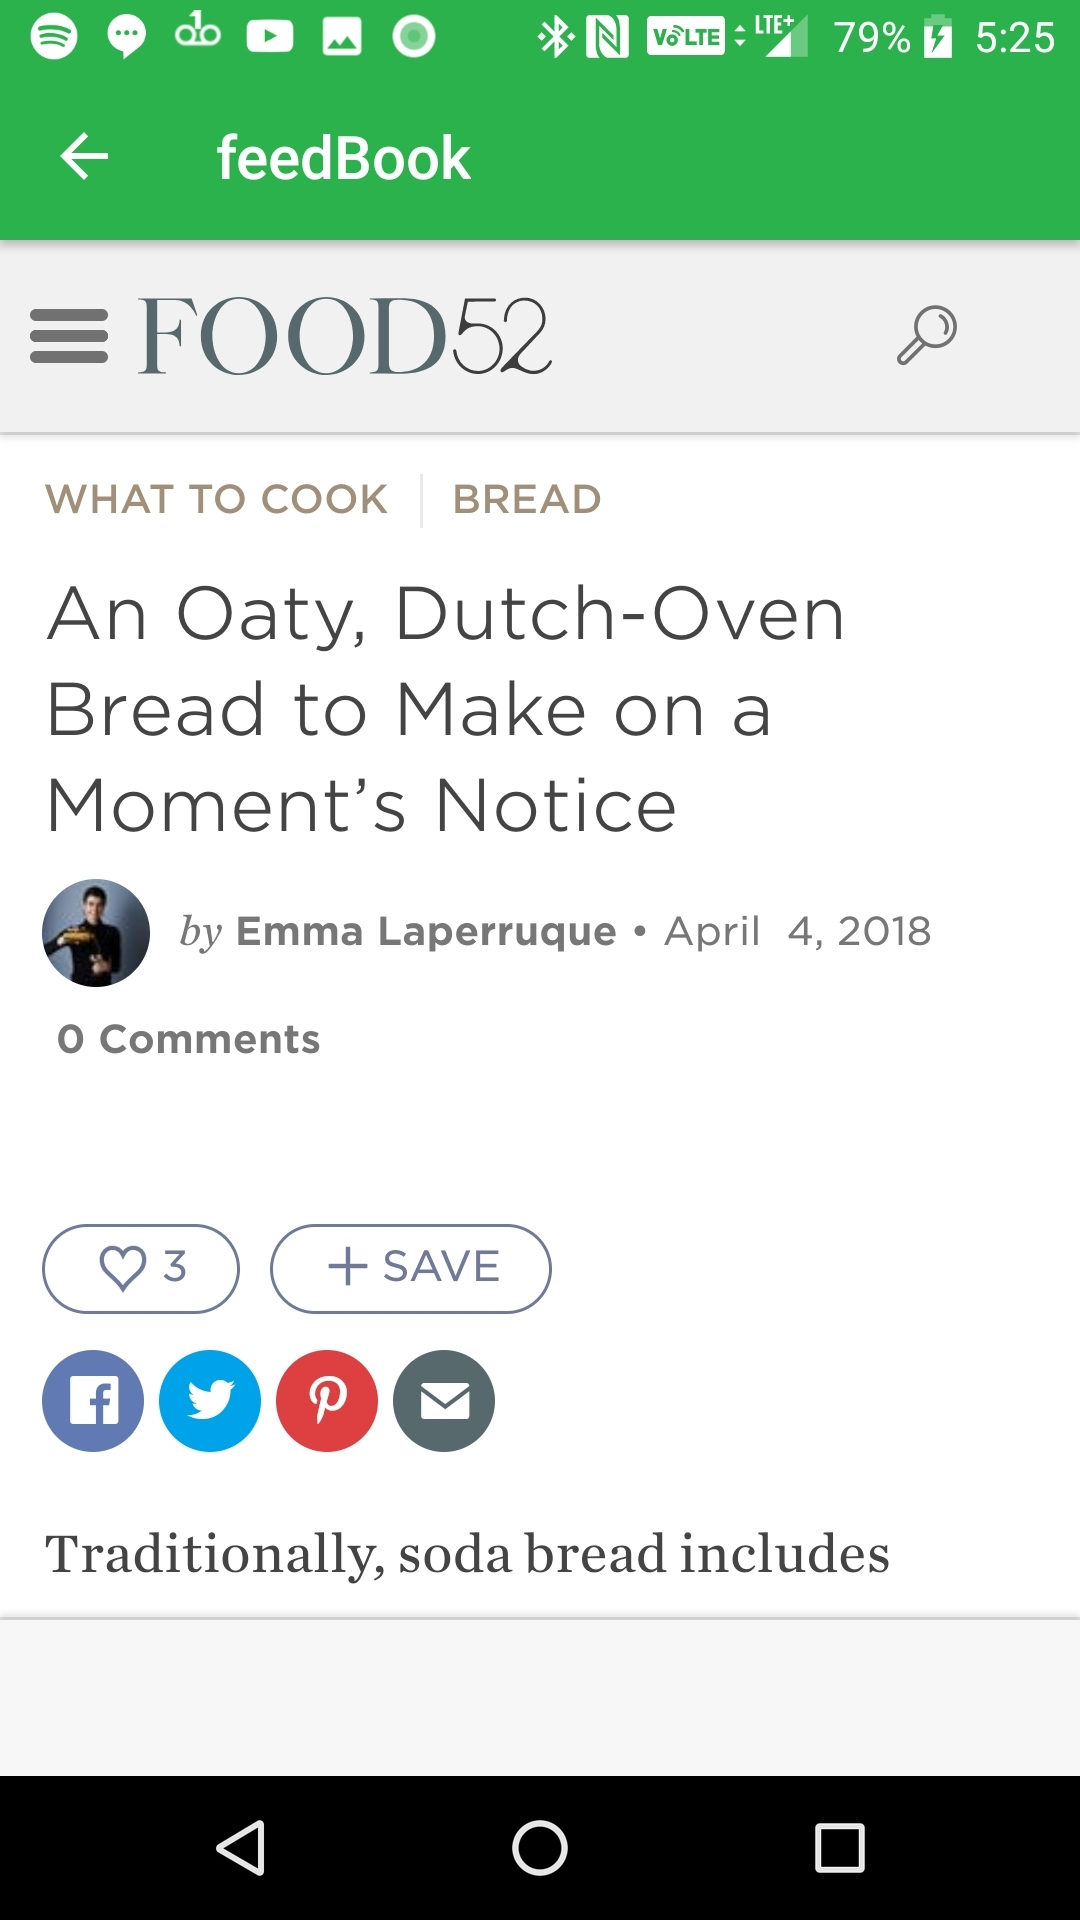 VoLTE LTE+ 79% 5:25
feedBook
FOOD52
WHAT TO COOK BREAD
An Oaty, Dutch-Oven
Bread to Make on a
Moment’s Notice
by Emma Laperruque • April 4, 2018
0 Comments
3 + SAVE
Traditionally, soda bread includes